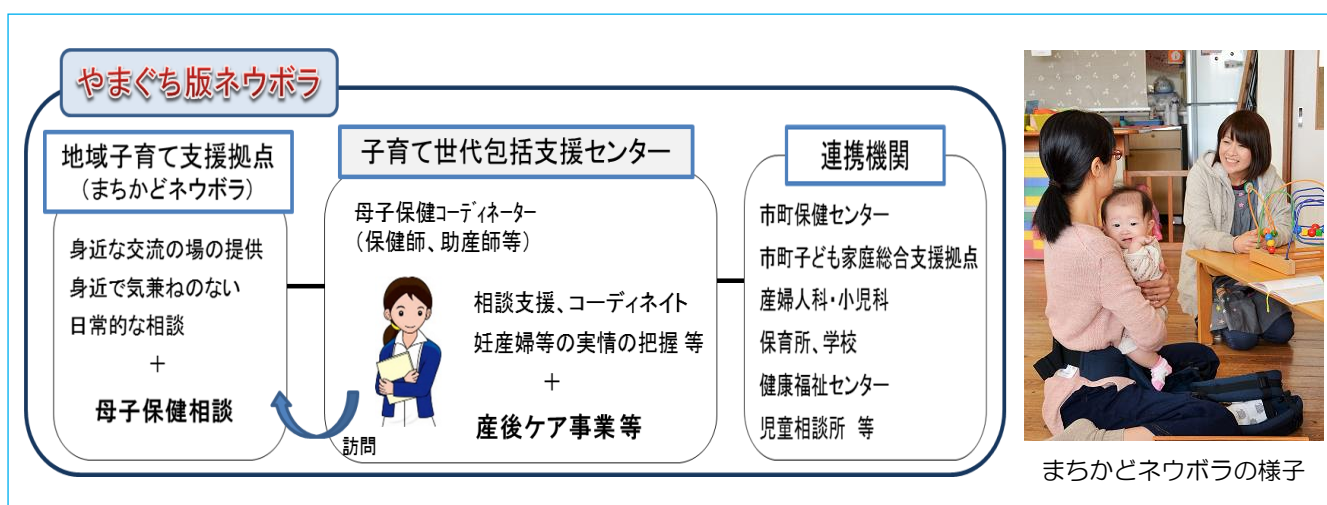 やまぐち版ネウボラ
地域子育て支援拠点
（まちかどネウボラ）
身近な交流の場の提供
身近で気兼ねのない
日常的な相談
＋
母子保健相談
子育て世代包括支援センター
母子保健ｺｰﾃﾞｨﾈｰﾀｰ
（保健師、助産師等）
相談支援、コーディネイト
妊産婦等の実情の把握 等
＋
産後ケア事業等
訪問
連携機関
市町保健センター
市町子ども家庭総合支援拠点
産婦人科・小児科
保育所、学校
健康福祉センター
児童相談所 等
まちかどネウボラの様子